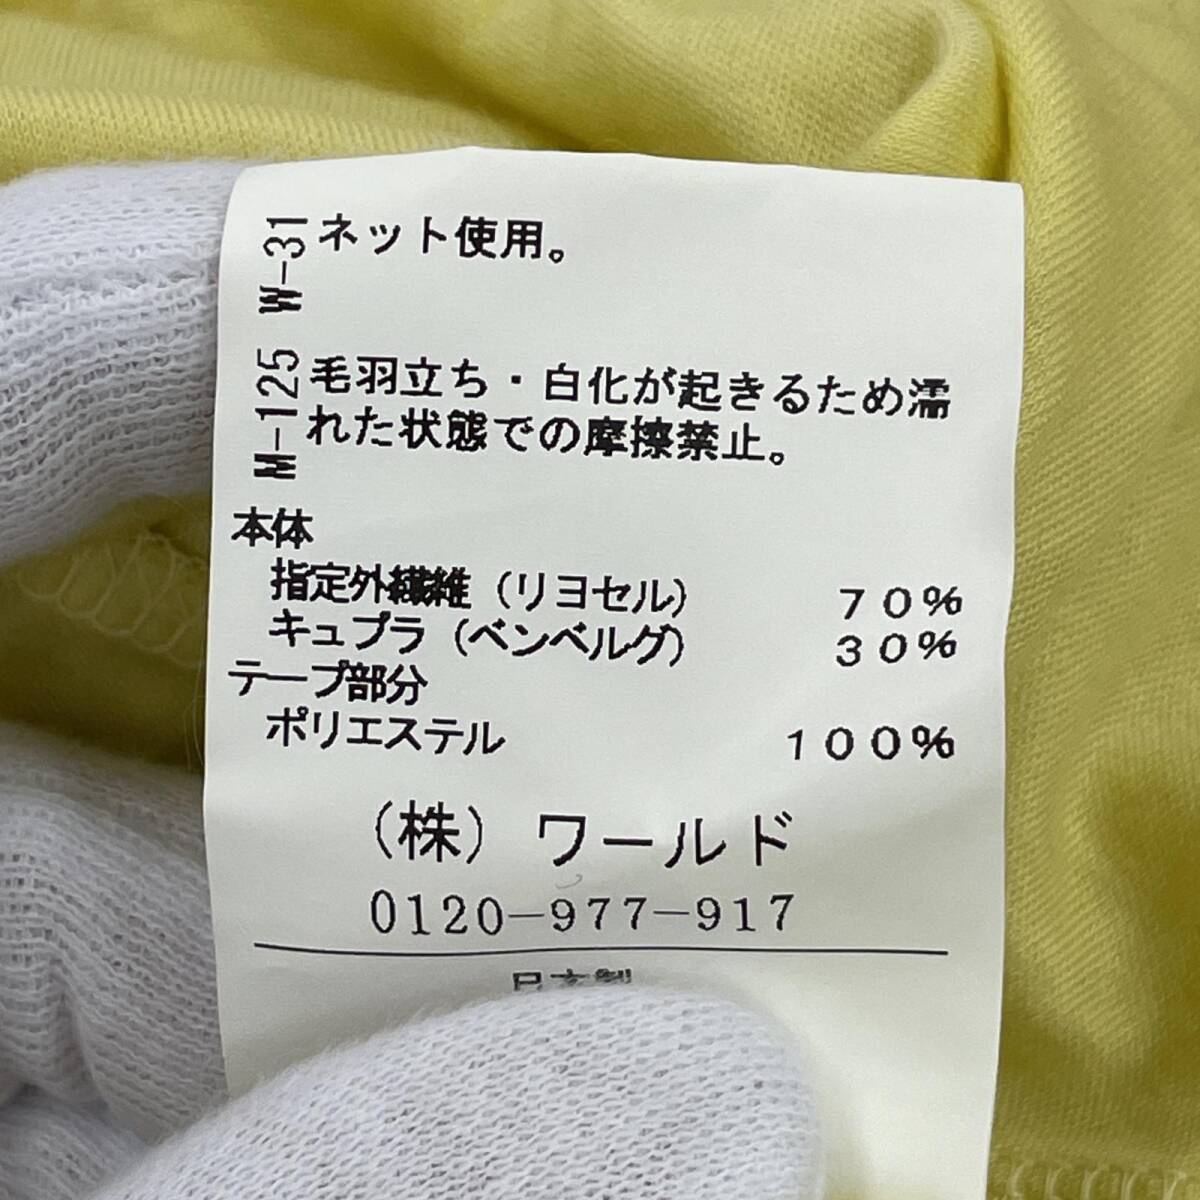 W-31 ネット使用。
M-125 毛羽立ち・白化が起きるため濡
れた状態での摩擦禁止。
本体
指定外繊維（リヨセル） 70%
キュプラ（ベンベルグ） 30%
テープ部分
ポリエステル 100%
（株）ワールド
0120-977-917